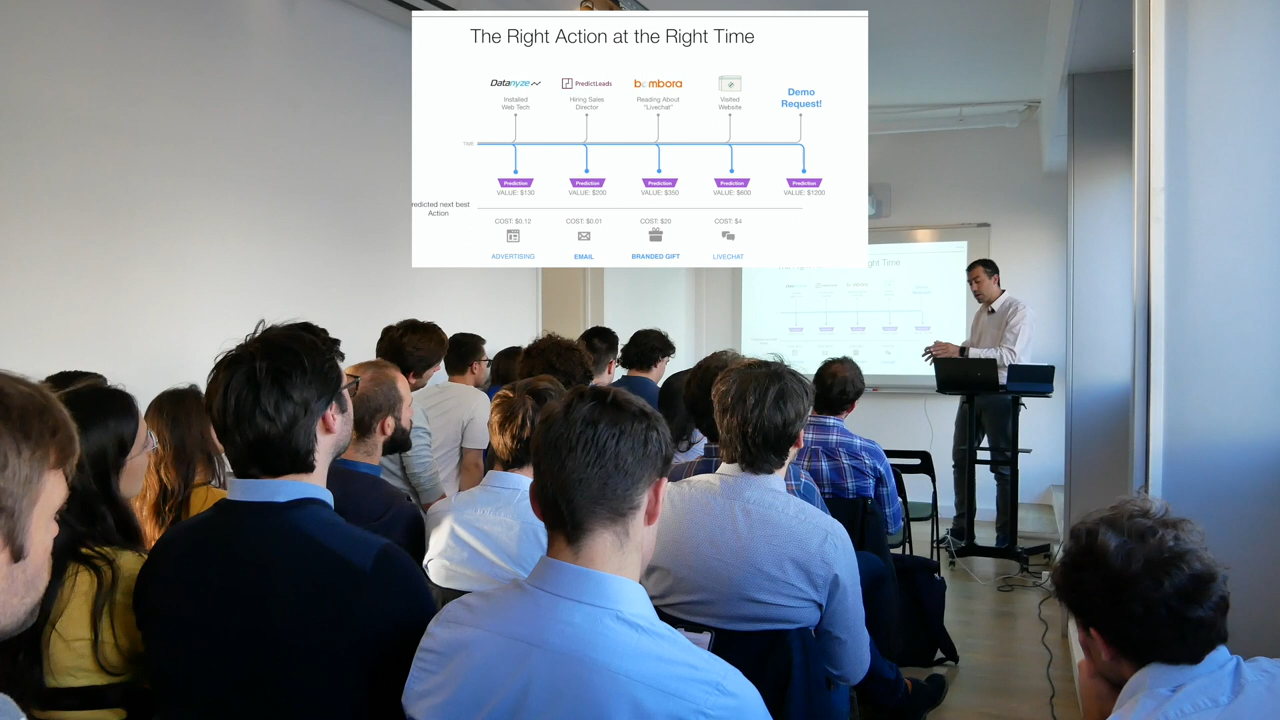 The Right Action at the Right Time
Datanyze
PredictLeads
bombora
Installed
Web Tech
Hiring Sales
Director
Reading About
"Livechat"
Visited
Website
Demo
Request!
TIME
Prediction
Prediction
Prediction
Prediction
Prediction
VALUE: $130
VALUE: $200
VALUE: $350
VALUE: $600
VALUE: $1200
redicted next best
Action
COST: $0.12
COST: $0.01
COST: $20
COST: $4
ADVERTISING
EMAIL
BRANDED GIFT
LIVECHAT
ght Time